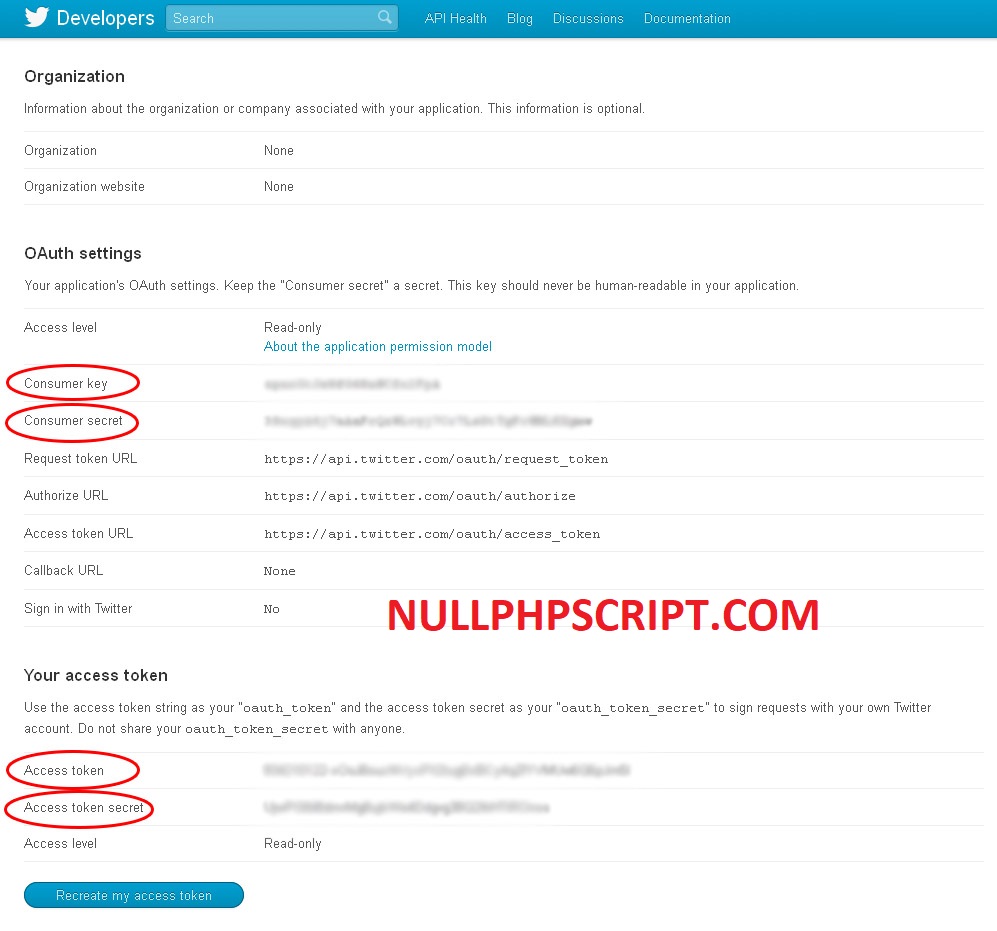 Developers Search API Health Blog Discussions Documentation
Organization
Information about the organization or company associated with your application. This information is optional.
Organization None
Organization website None
OAuth settings
Your application's OAuth settings. Keep the "Consumer secret" a secret. This key should never be human-readable in your application.
Access level Read-only
About the application permission model
Consumer key
Consumer secret
Request token URL https://api.twitter.com/oauth/request_token
Authorize URL https://api.twitter.com/oauth/authorize
Access token URL https://api.twitter.com/oauth/access_token
Callback URL None
Sign in with Twitter No
NULLPHPSCRIPT.COM
Your access token
Use the access token string as your "oauth_token" and the access token secret as your "oauth_token_secret" to sign requests with your own Twitter
account. Do not share your oauth_token_secret with anyone.
Access token
Access token secret
Access level Read-only
Recreate my access token